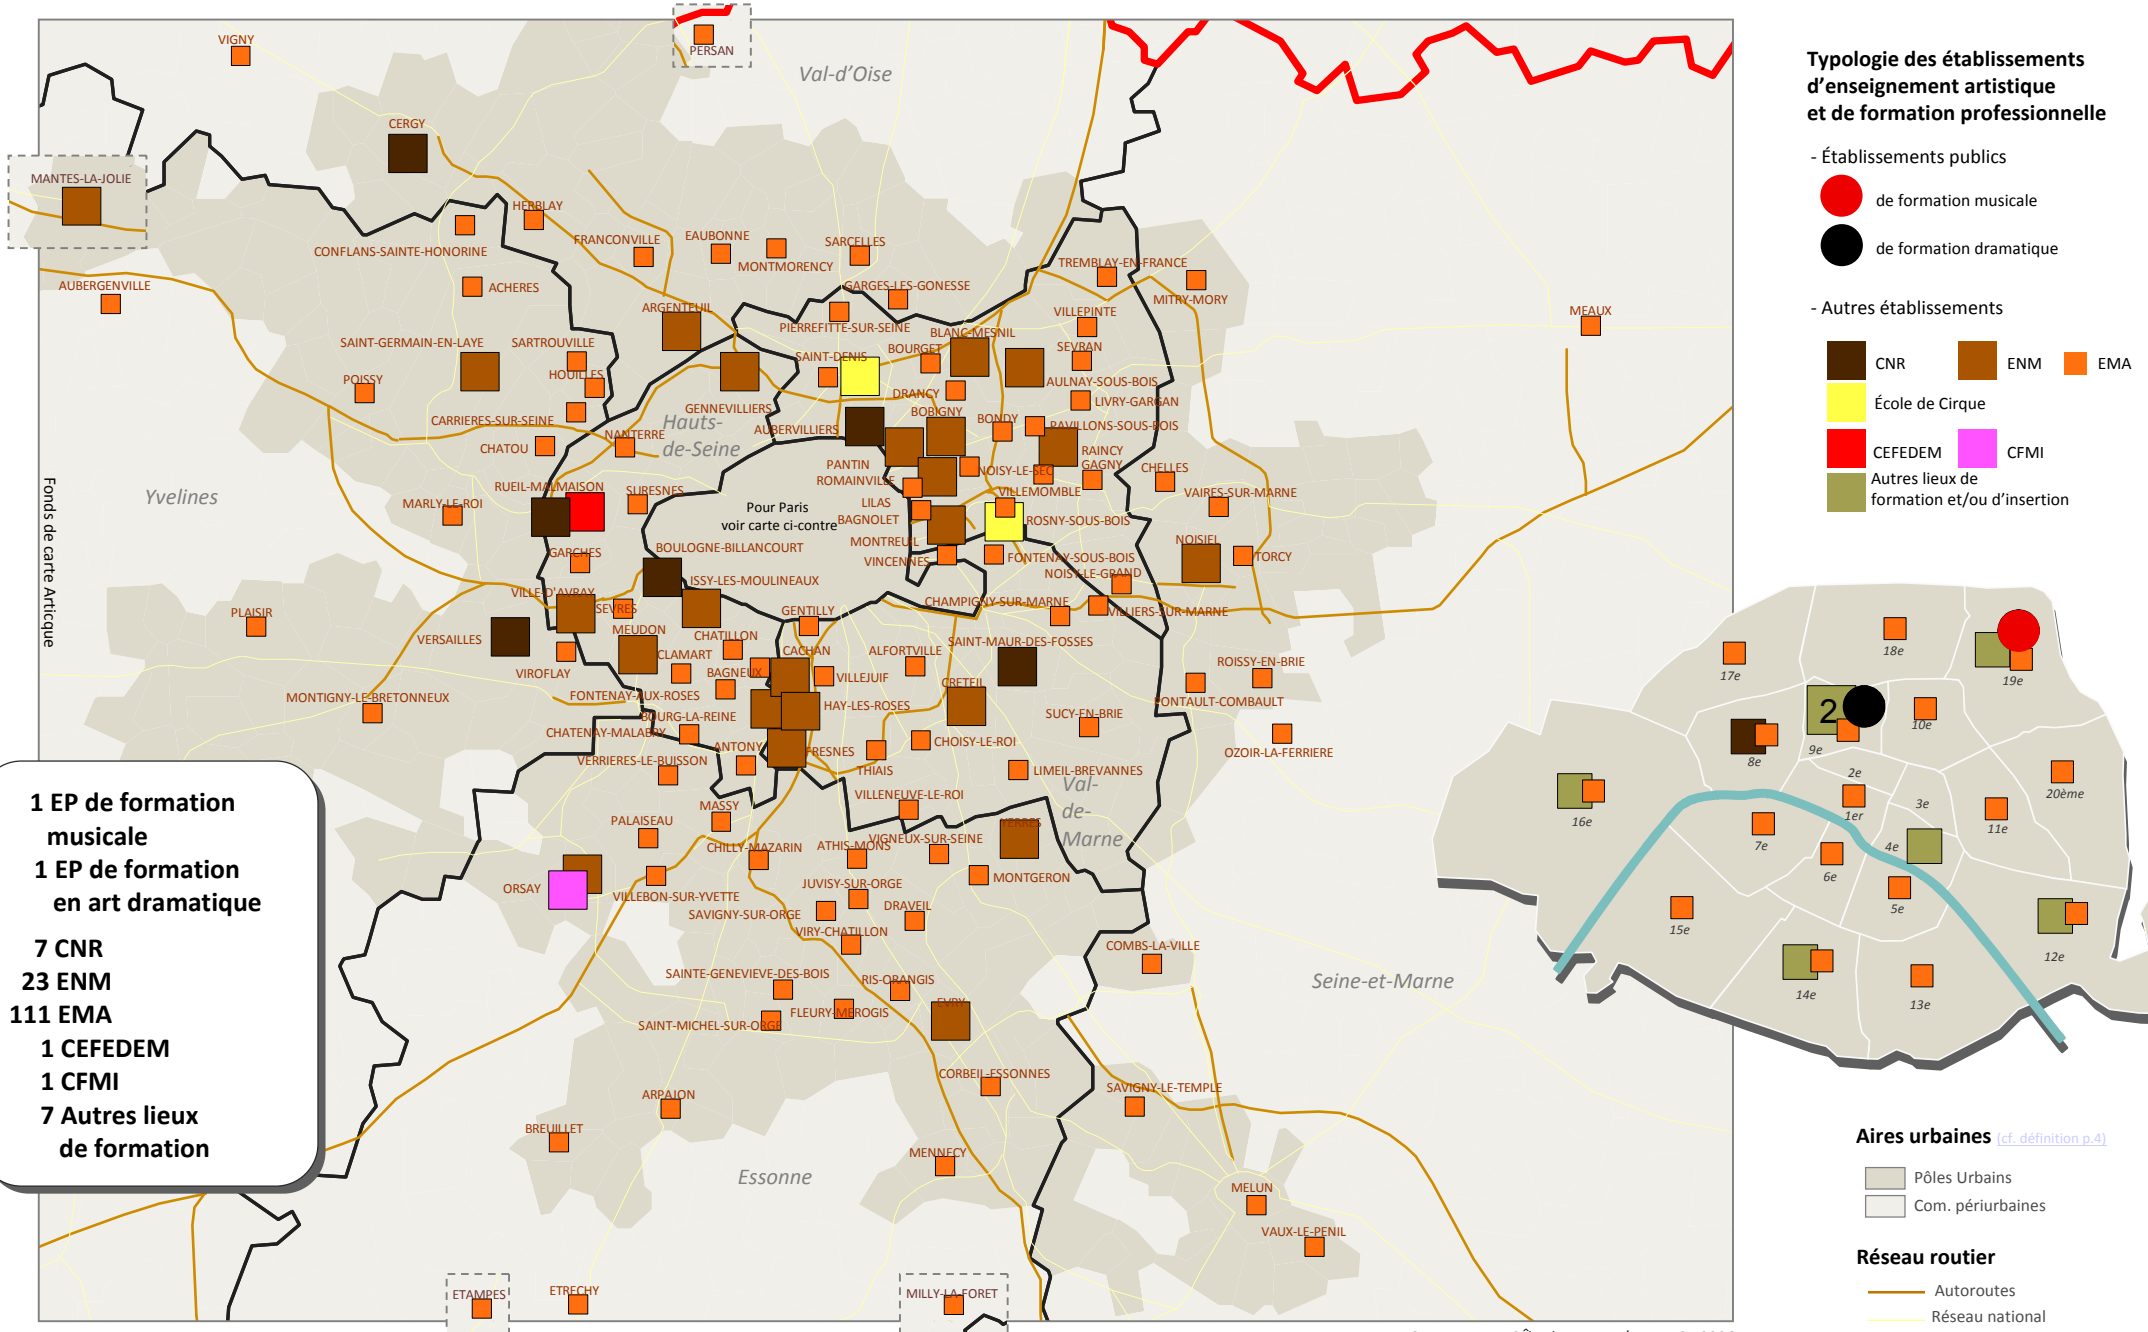 VIGNY
PERSAN
Val-d'Oise
CERGY
MANTES-LA-JOLIE
HERBLAY
CONFLANS-SAINTE-HONORINE
FRANCONVILLE
EAUBONNE
MONTMORENCY
SARCELLES
TREMBLAY-EN-FRANCE
MITRY-MORY
AUBERGENVILLE
ACHERES
GARGES-LES-GONESSE
ARGENTEUIL
PIERREFITTE-SUR-SEINE
VILLEPINTE
MEAUX
BLANC-MESNIL
SAINT-GERMAIN-EN-LAYE
SARTROUVILLE
SAINT-DENIS
BOURGET
SEVRAN
POISSY
HOUILLES
AULNAY-SOUS-BOIS
DRANCY
LIVRY-GARGAN
GENNEVILLIERS
CARRIERES-SUR-SEINE
Hauts-
de-Seine
AUBERVILLIERS
BOBIGNY
BONDY
PAVILLONS-SOUS-BOIS
NANTERRE
CHATOU
RAINCY
PANTIN
NOISY-LE-SEC
GAGNY
CHELLES
ROMAINVILLE
Yvelines
RUEIL-MALMAISON
SURESNES
VILLEMOMBLE
VAIRES-SUR-MARNE
MARLY-LE-ROI
Pour Paris
voir carte ci-contre
LILAS
BAGNOLET
ROSNY-SOUS-BOIS
Fonds de carte Articque
MONTREUIL
NOISIEL
GARCHES
BOULOGNE-BILLANCOURT
VINCENNES
FONTENAY-SOUS-BOIS
TORCY
NOISY-LE-GRAND
ISSY-LES-MOULINEAUX
VILLE-D'AVRAY
SEVRES
CHAMPIGNY-SUR-MARNE
VILLIERS-SUR-MARNE
PLAISIR
GENTILLY
MEUDON
VERSAILLES
CHATILLON
SAINT-MAUR-DES-FOSSES
CLAMART
CACHAN
ALFORTVILLE
ROISSY-EN-BRIE
VIROFLAY
BAGNEUX
VILLEJUIF
CRETEIL
MONTIGNY-LE-BRETONNEUX
FONTENAY-AUX-ROSES
HAY-LES-ROSES
PONTAULT-COMBAULT
BOURG-LA-REINE
SUCY-EN-BRIE
CHATENAY-MALABRY
ANTONY
FRESNES
CHOISY-LE-ROI
OZOIR-LA-FERRIERE
VERRIERES-LE-BUISSON
THIAIS
LIMEIL-BREVANNES
Val-
de-
Marne
VILLENEUVE-LE-ROI
MASSY
PALAISEAU
YERRES
CHILLY-MAZARIN
ATHIS-MONS
VIGNEUX-SUR-SEINE
ORSAY
VILLEBON-SUR-YVETTE
JUVISY-SUR-ORGE
MONTGERON
SAVIGNY-SUR-ORGE
DRAVEIL
VIRY-CHATILLON
COMBS-LA-VILLE
SAINTE-GENEVIEVE-DES-BOIS
RIS-ORANGIS
Seine-et-Marne
FLEURY-MEROGIS
EVRY
SAINT-MICHEL-SUR-ORGE
CORBEIL-ESSONNES
SAVIGNY-LE-TEMPLE
ARPAJON
BREUILLET
MENNECY
Essonne
MELUN
VAUX-LE-PENIL
ETAMPES
ETRECHY
MILLY-LA-FORET
1 EP de formation
musicale
1 EP de formation
en art dramatique
7 CNR
23 ENM
111 EMA
1 CEFEDEM
1 CFMI
7 Autres lieux
de formation
Typologie des établissements
d'enseignement artistique
et de formation professionnelle
- Établissements publics
de formation musicale
de formation dramatique
- Autres établissements
CNR
ENM
EMA
École de Cirque
CEFEDEM
CFMI
Autres lieux de
formation et/ou d'insertion
17e
18e
19e
2
8e
9e
10e
2e
3e
20ème
16e
1er
11e
7e
4e
6e
5e
15e
12e
14e
13e
Aires urbaines (cf. définition p.4)
Pôles Urbains
Com. périurbaines
Réseau routier
Autoroutes
Réseau national